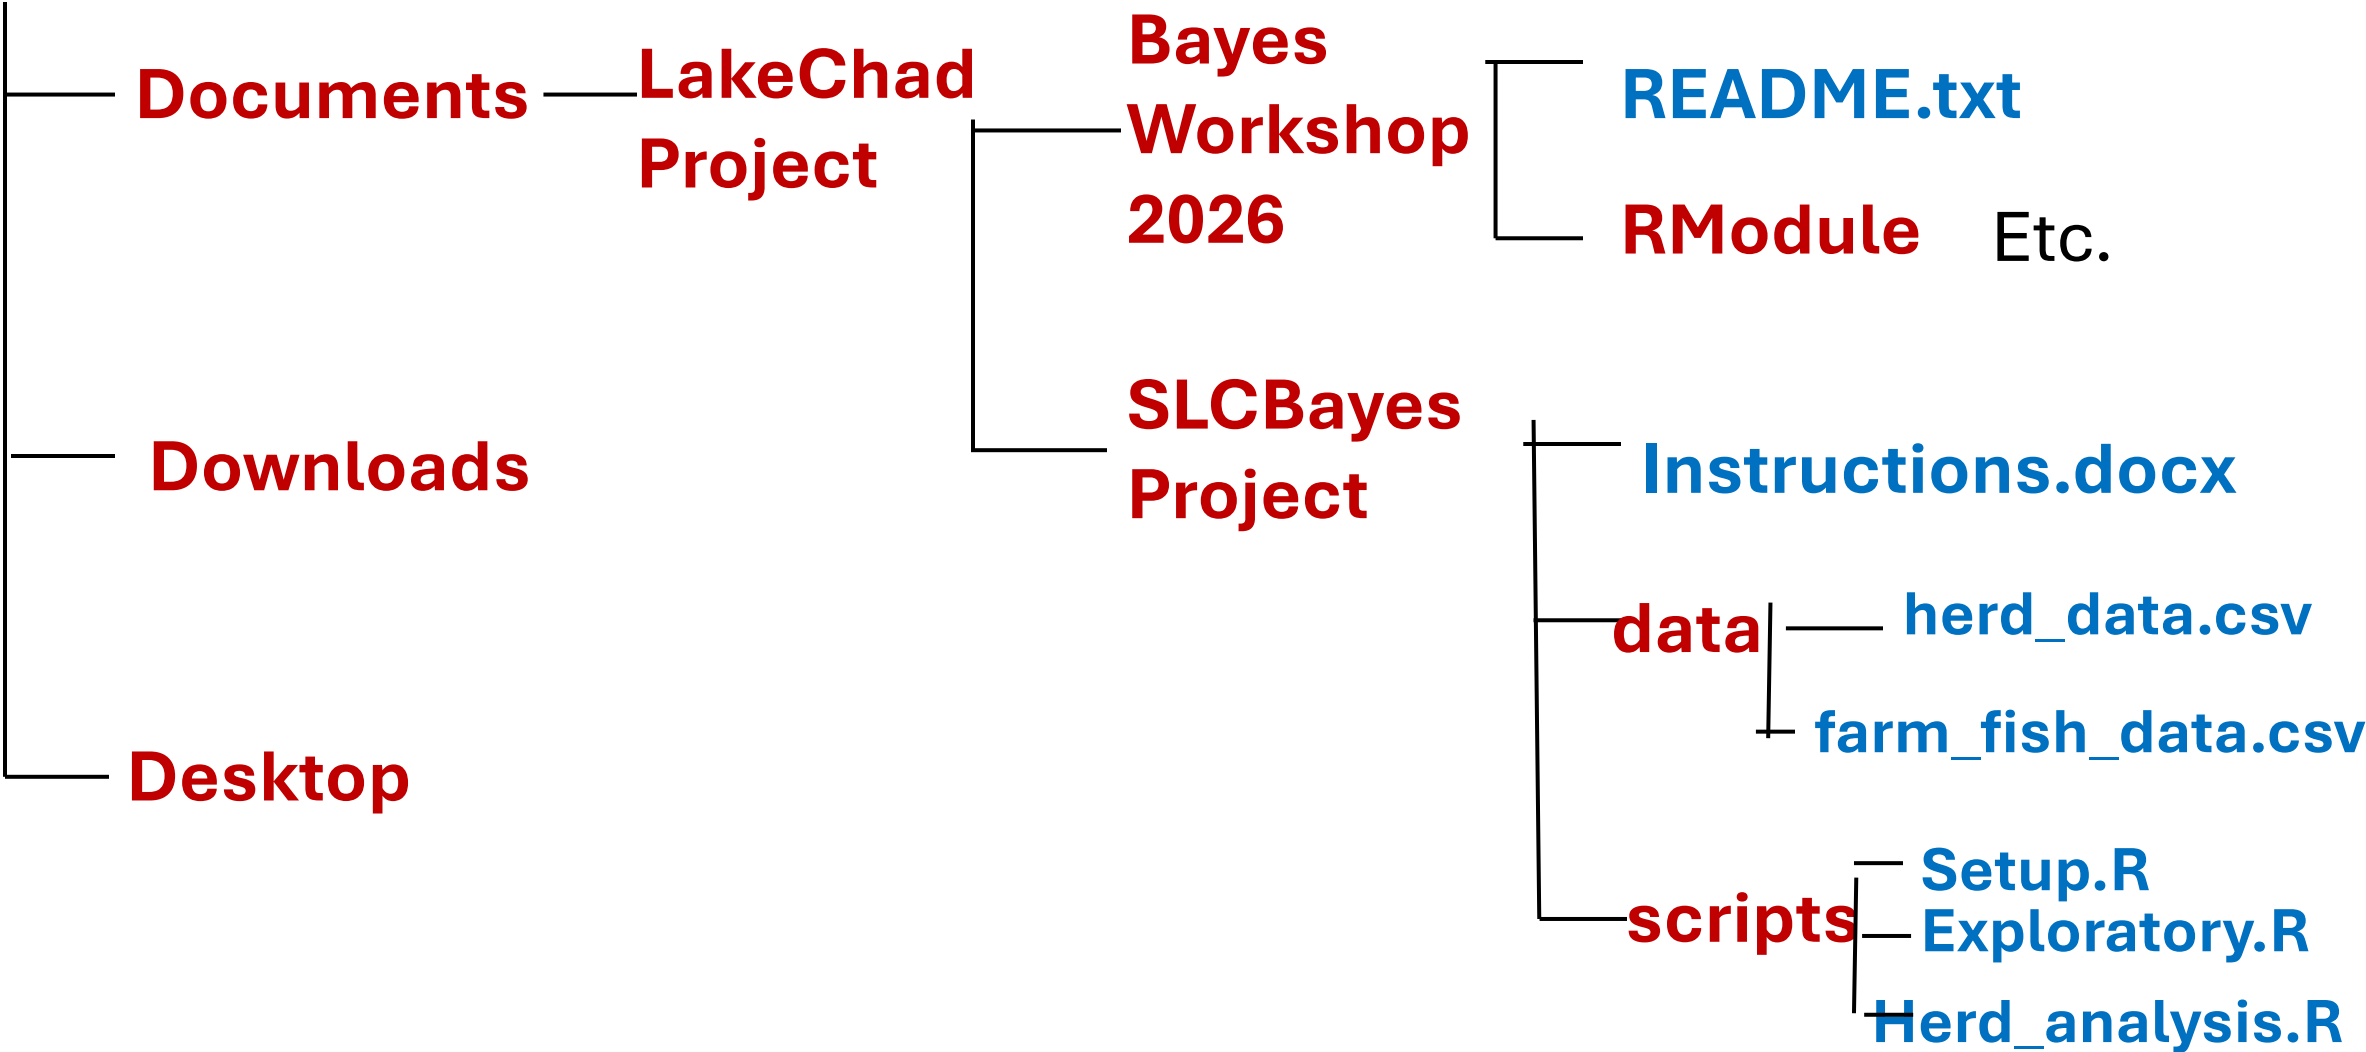 Documents
LakeChad
Project
Bayes
Workshop
2026
README.txt
RModule
Etc.
Downloads
SLCBayes
Project
Instructions.docx
data
herd_data.csv
farm_fish_data.csv
Desktop
scripts
Setup.R
Exploratory.R
Herd_analysis.R